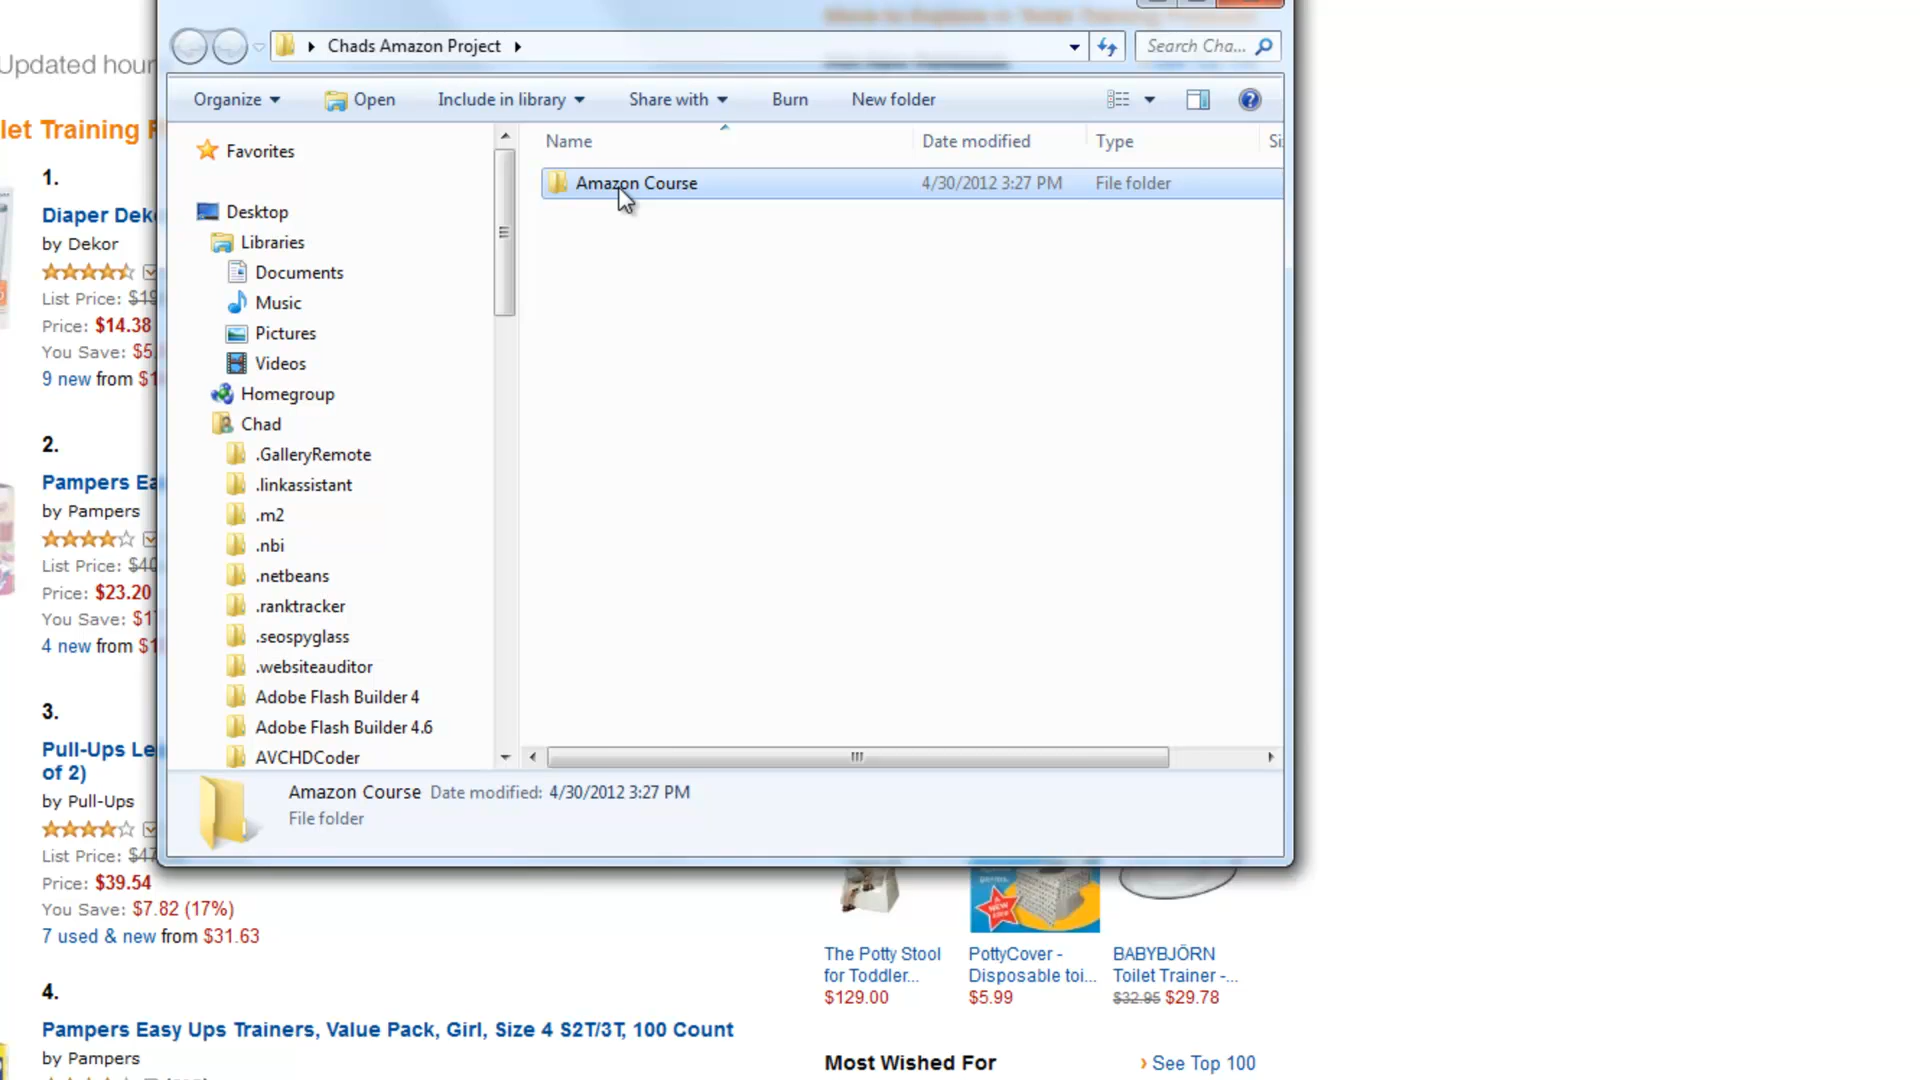 Chads Amazon Project
Search Cha...
Updated hour
Organize
Open
Include in library
Share with
Burn
New folder
let Training
Favorites
Desktop
Libraries
Documents
Music
Pictures
Videos
Homegroup
Chad
.GalleryRemote
.linkassistant
.m2
.nbi
.netbeans
.ranktracker
.seospyglass
.websiteauditor
Adobe Flash Builder 4
Adobe Flash Builder 4.6
AVCHDCoder
Name
Date modified
Type
Si
Amazon Course
4/30/2012 3:27 PM
File folder
Amazon Course Date modified: 4/30/2012 3:27 PM
File folder
1.
Diaper Deko
by Dekor
List Price: $19
Price: $14.38
You Save: $5.
9 new from $1
2.
Pampers Ea
by Pampers
List Price: $40
Price: $23.20
You Save: $1
4 new from $1
3.
Pull-Ups Le
of 2)
by Pull-Ups
List Price: $47
Price: $39.54
You Save: $7.82 (17%)
7 used & new from $31.63
4.
Pampers Easy Ups Trainers, Value Pack, Girl, Size 4 S2T/3T, 100 Count
by Pampers
The Potty Stool
for Toddler...
$129.00
PottyCover -
Disposable toi...
$5.99
BABYBJÖRN
Toilet Trainer -...
$32.95 $29.78
Most Wished For
› See Top 100